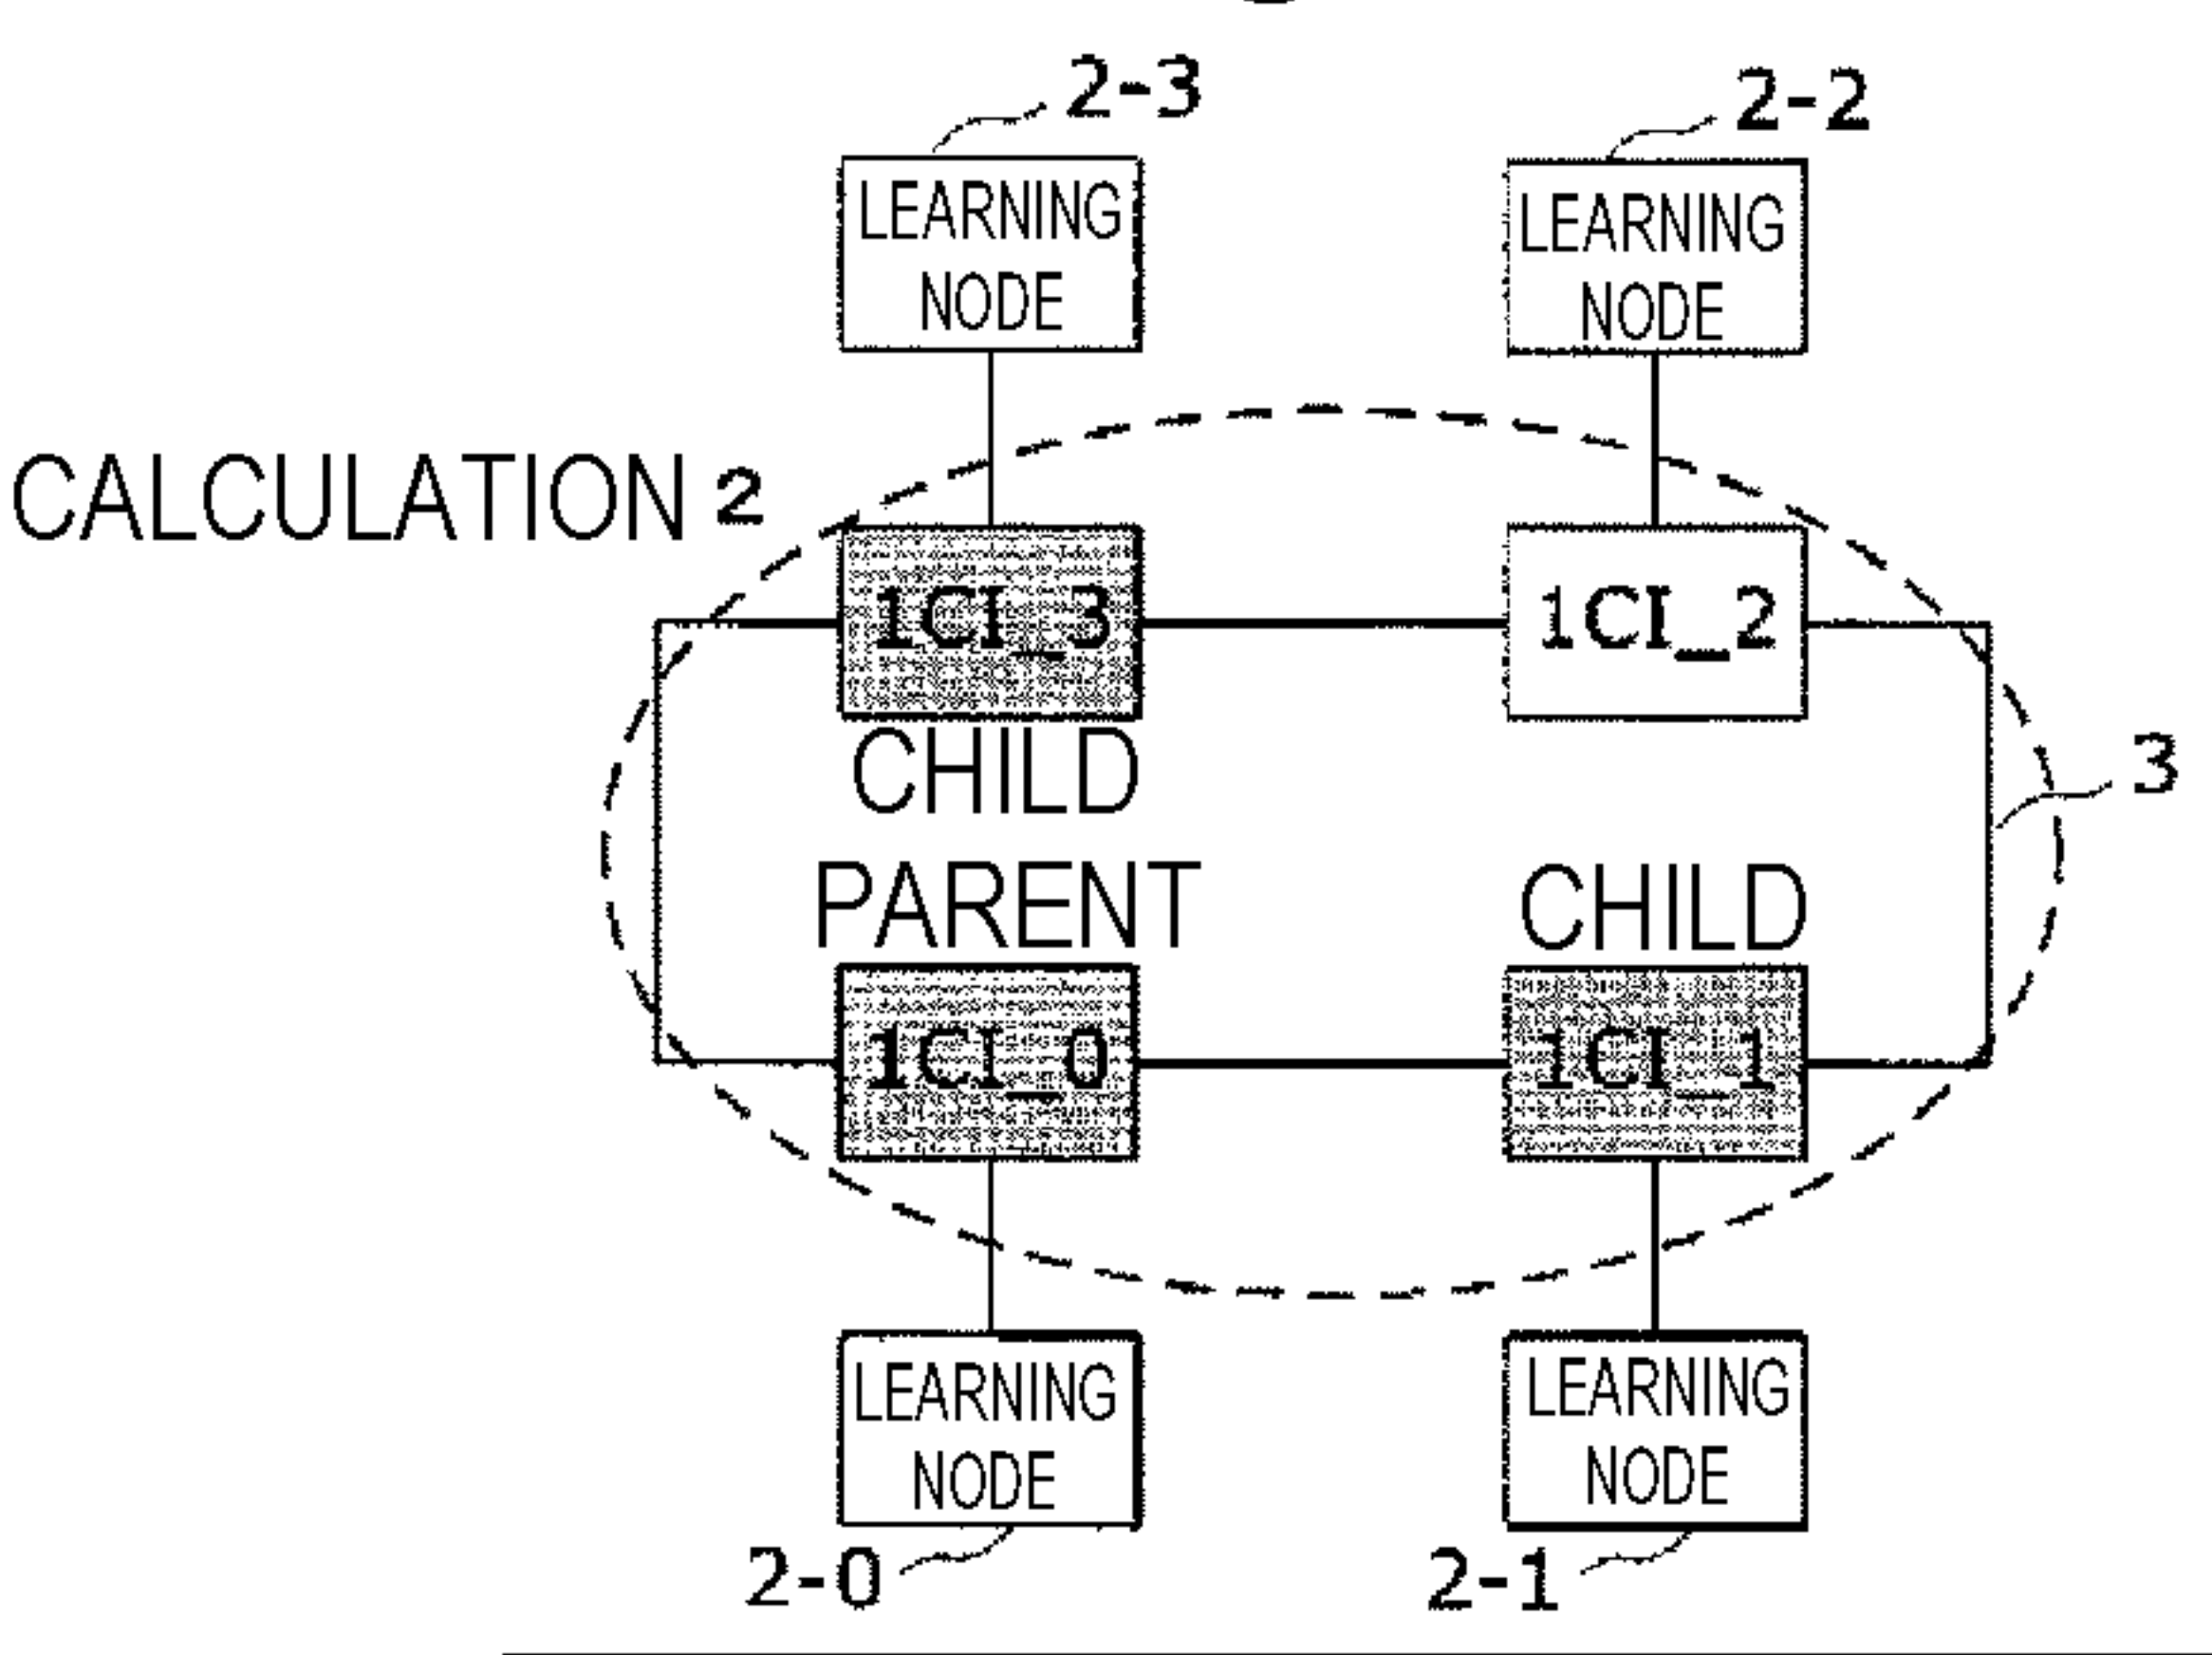 2-3
2-2
LEARNING
NODE
LEARNING
NODE
CALCULATION 2
1CI_3
1CI_2
CHILD
3
PARENT
CHILD
1CI_0
1CI_1
LEARNING
NODE
LEARNING
NODE
2-0
2-1